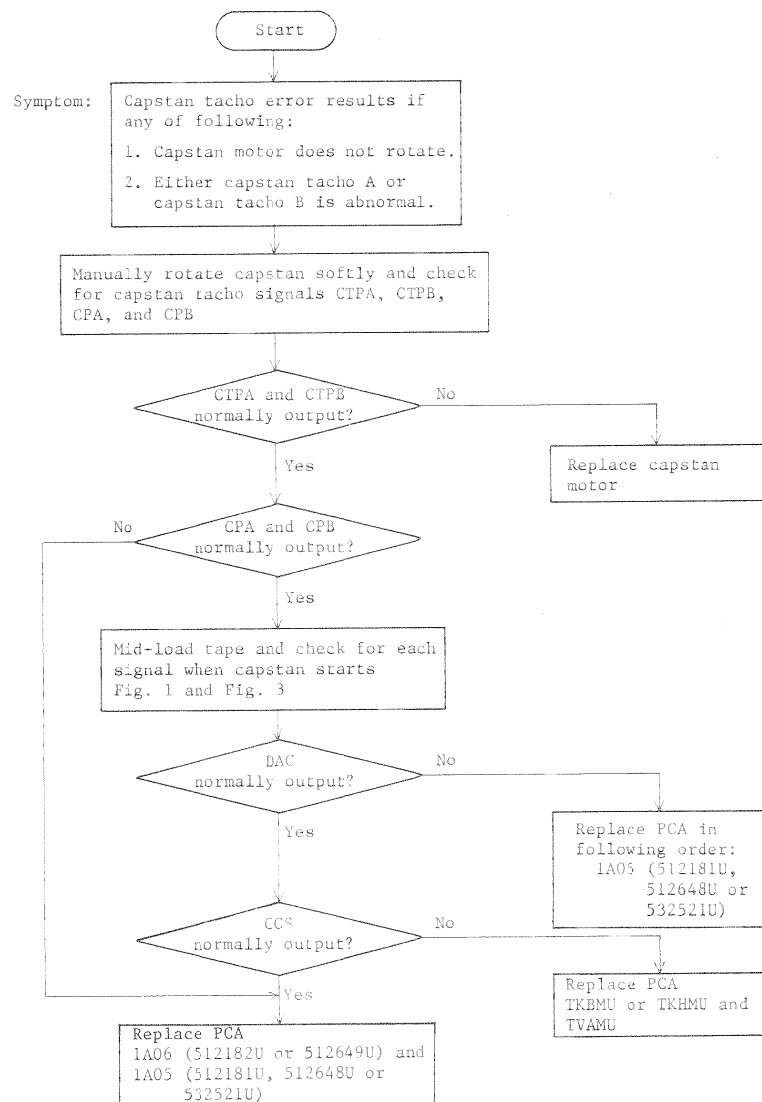 Start
Symptom:
Capstan tacho error results if
any of following:
1. Capstan motor does not rotate.
2. Either capstan tacho A or
capstan tacho B is abnormal.
Manually rotate capstan softly and check
for capstan tacho signals CTPA, CTPB,
CPA, and CPB
CTPA and CTPB
normally output?
No
Yes
Replace capstan
motor
No
CPA and CPB
normally output?
Yes
Mid-load tape and check for each
signal when capstan starts
Fig. 1 and Fig. 3
DAC
normally output?
No
Yes
Replace PCA in
following order:
1A05 (512181U,
512648U or
532521U)
CCS
normally output?
No
Yes
Replace PCA
TKBMU or TKHMU and
TVAMU
Replace PCA
1A06 (512182U or 512649U) and
1A05 (512181U, 512648U or
532521U)